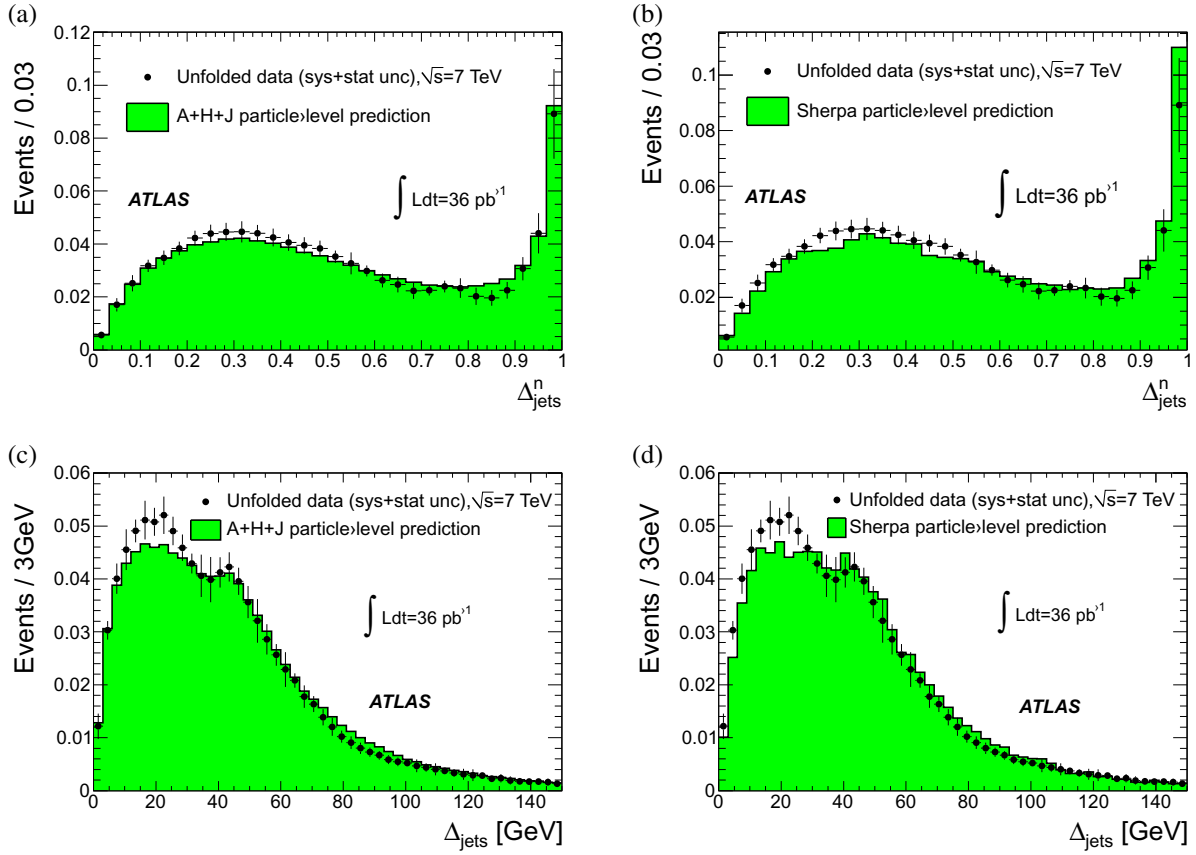 (a)
0.12
0.1
0.08
0.06
0.04
0.02
0
Events / 0.03
Unfolded data (sys+stat unc),√s=7 TeV
A+H+J particle›level prediction
ATLAS
∫ Ldt=36 pb›1
0 0.1 0.2 0.3 0.4 0.5 0.6 0.7 0.8 0.9 1
Δⁿjets
(b)
0.1
0.08
0.06
0.04
0.02
Events / 0.03
Unfolded data (sys+stat unc),√s=7 TeV
Sherpa particle›level prediction
ATLAS
∫ Ldt=36 pb›1
0 0.1 0.2 0.3 0.4 0.5 0.6 0.7 0.8 0.9 1
Δⁿjets
(c)
0.06
0.05
0.04
0.03
0.02
0.01
0
Events / 3GeV
Unfolded data (sys+stat unc),√s=7 TeV
A+H+J particle›level prediction
∫ Ldt=36 pb›1
ATLAS
0 20 40 60 80 100 120 140
Δjets [GeV]
(d)
0.06
0.05
0.04
0.03
0.02
0.01
0
Events / 3GeV
Unfolded data (sys+stat unc),√s=7 TeV
Sherpa particle›level prediction
∫ Ldt=36 pb›1
ATLAS
0 20 40 60 80 100 120 140
Δjets [GeV]